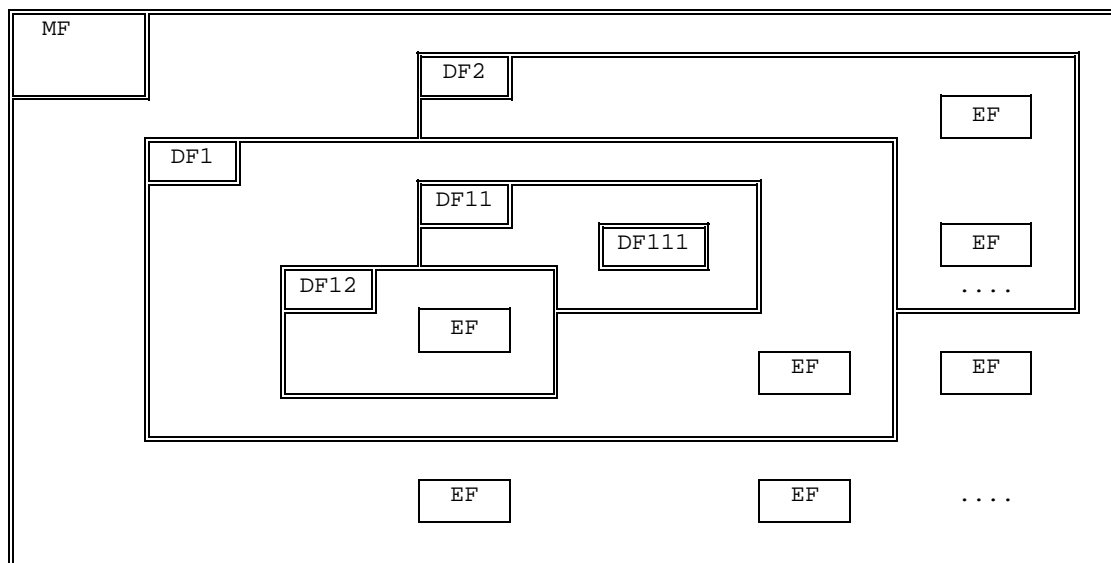 MF
DF2
EF
DF1
DF11
DF111
EF
DF12
....
EF
EF
EF
EF
EF
....